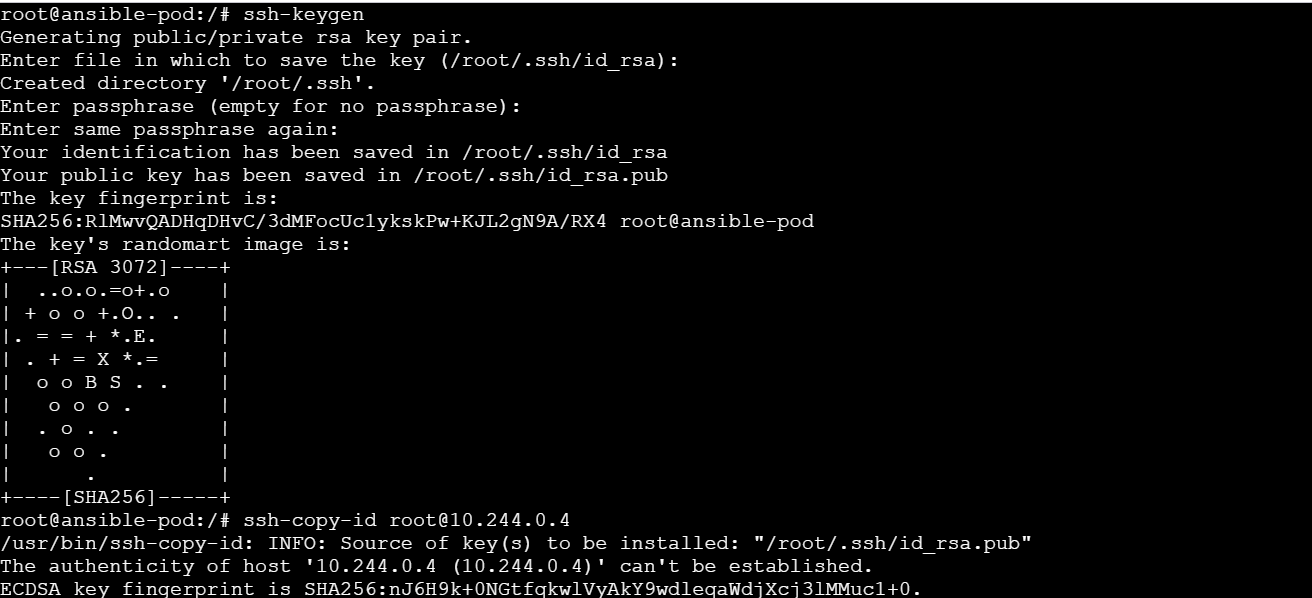 root@ansible-pod:/# ssh-keygen
Generating public/private rsa key pair.
Enter file in which to save the key (/root/.ssh/id_rsa):
Created directory '/root/.ssh'.
Enter passphrase (empty for no passphrase):
Enter same passphrase again:
Your identification has been saved in /root/.ssh/id_rsa
Your public key has been saved in /root/.ssh/id_rsa.pub
The key fingerprint is:
SHA256:RlMwvQADHqDHvC/3dMFocUc1ykskPw+KJL2gN9A/RX4 root@ansible-pod
The key's randomart image is:
+---[RSA 3072]----+
|  ..o.o.=o+.o    |
| + o o +.O.. .   |
|. = = + *.E.     |
| . + = X *.=     |
|  o o B S . .    |
|   o o o .       |
|  . o . .        |
|   o o .         |
|      .          |
+----[SHA256]-----+
root@ansible-pod:/# ssh-copy-id root@10.244.0.4
/usr/bin/ssh-copy-id: INFO: Source of key(s) to be installed: "/root/.ssh/id_rsa.pub"
The authenticity of host '10.244.0.4 (10.244.0.4)' can't be established.
ECDSA key fingerprint is SHA256:nJ6H9k+0NGtfqkwlVyAkY9wdleqaWdjXcj3lMMuc1+0.